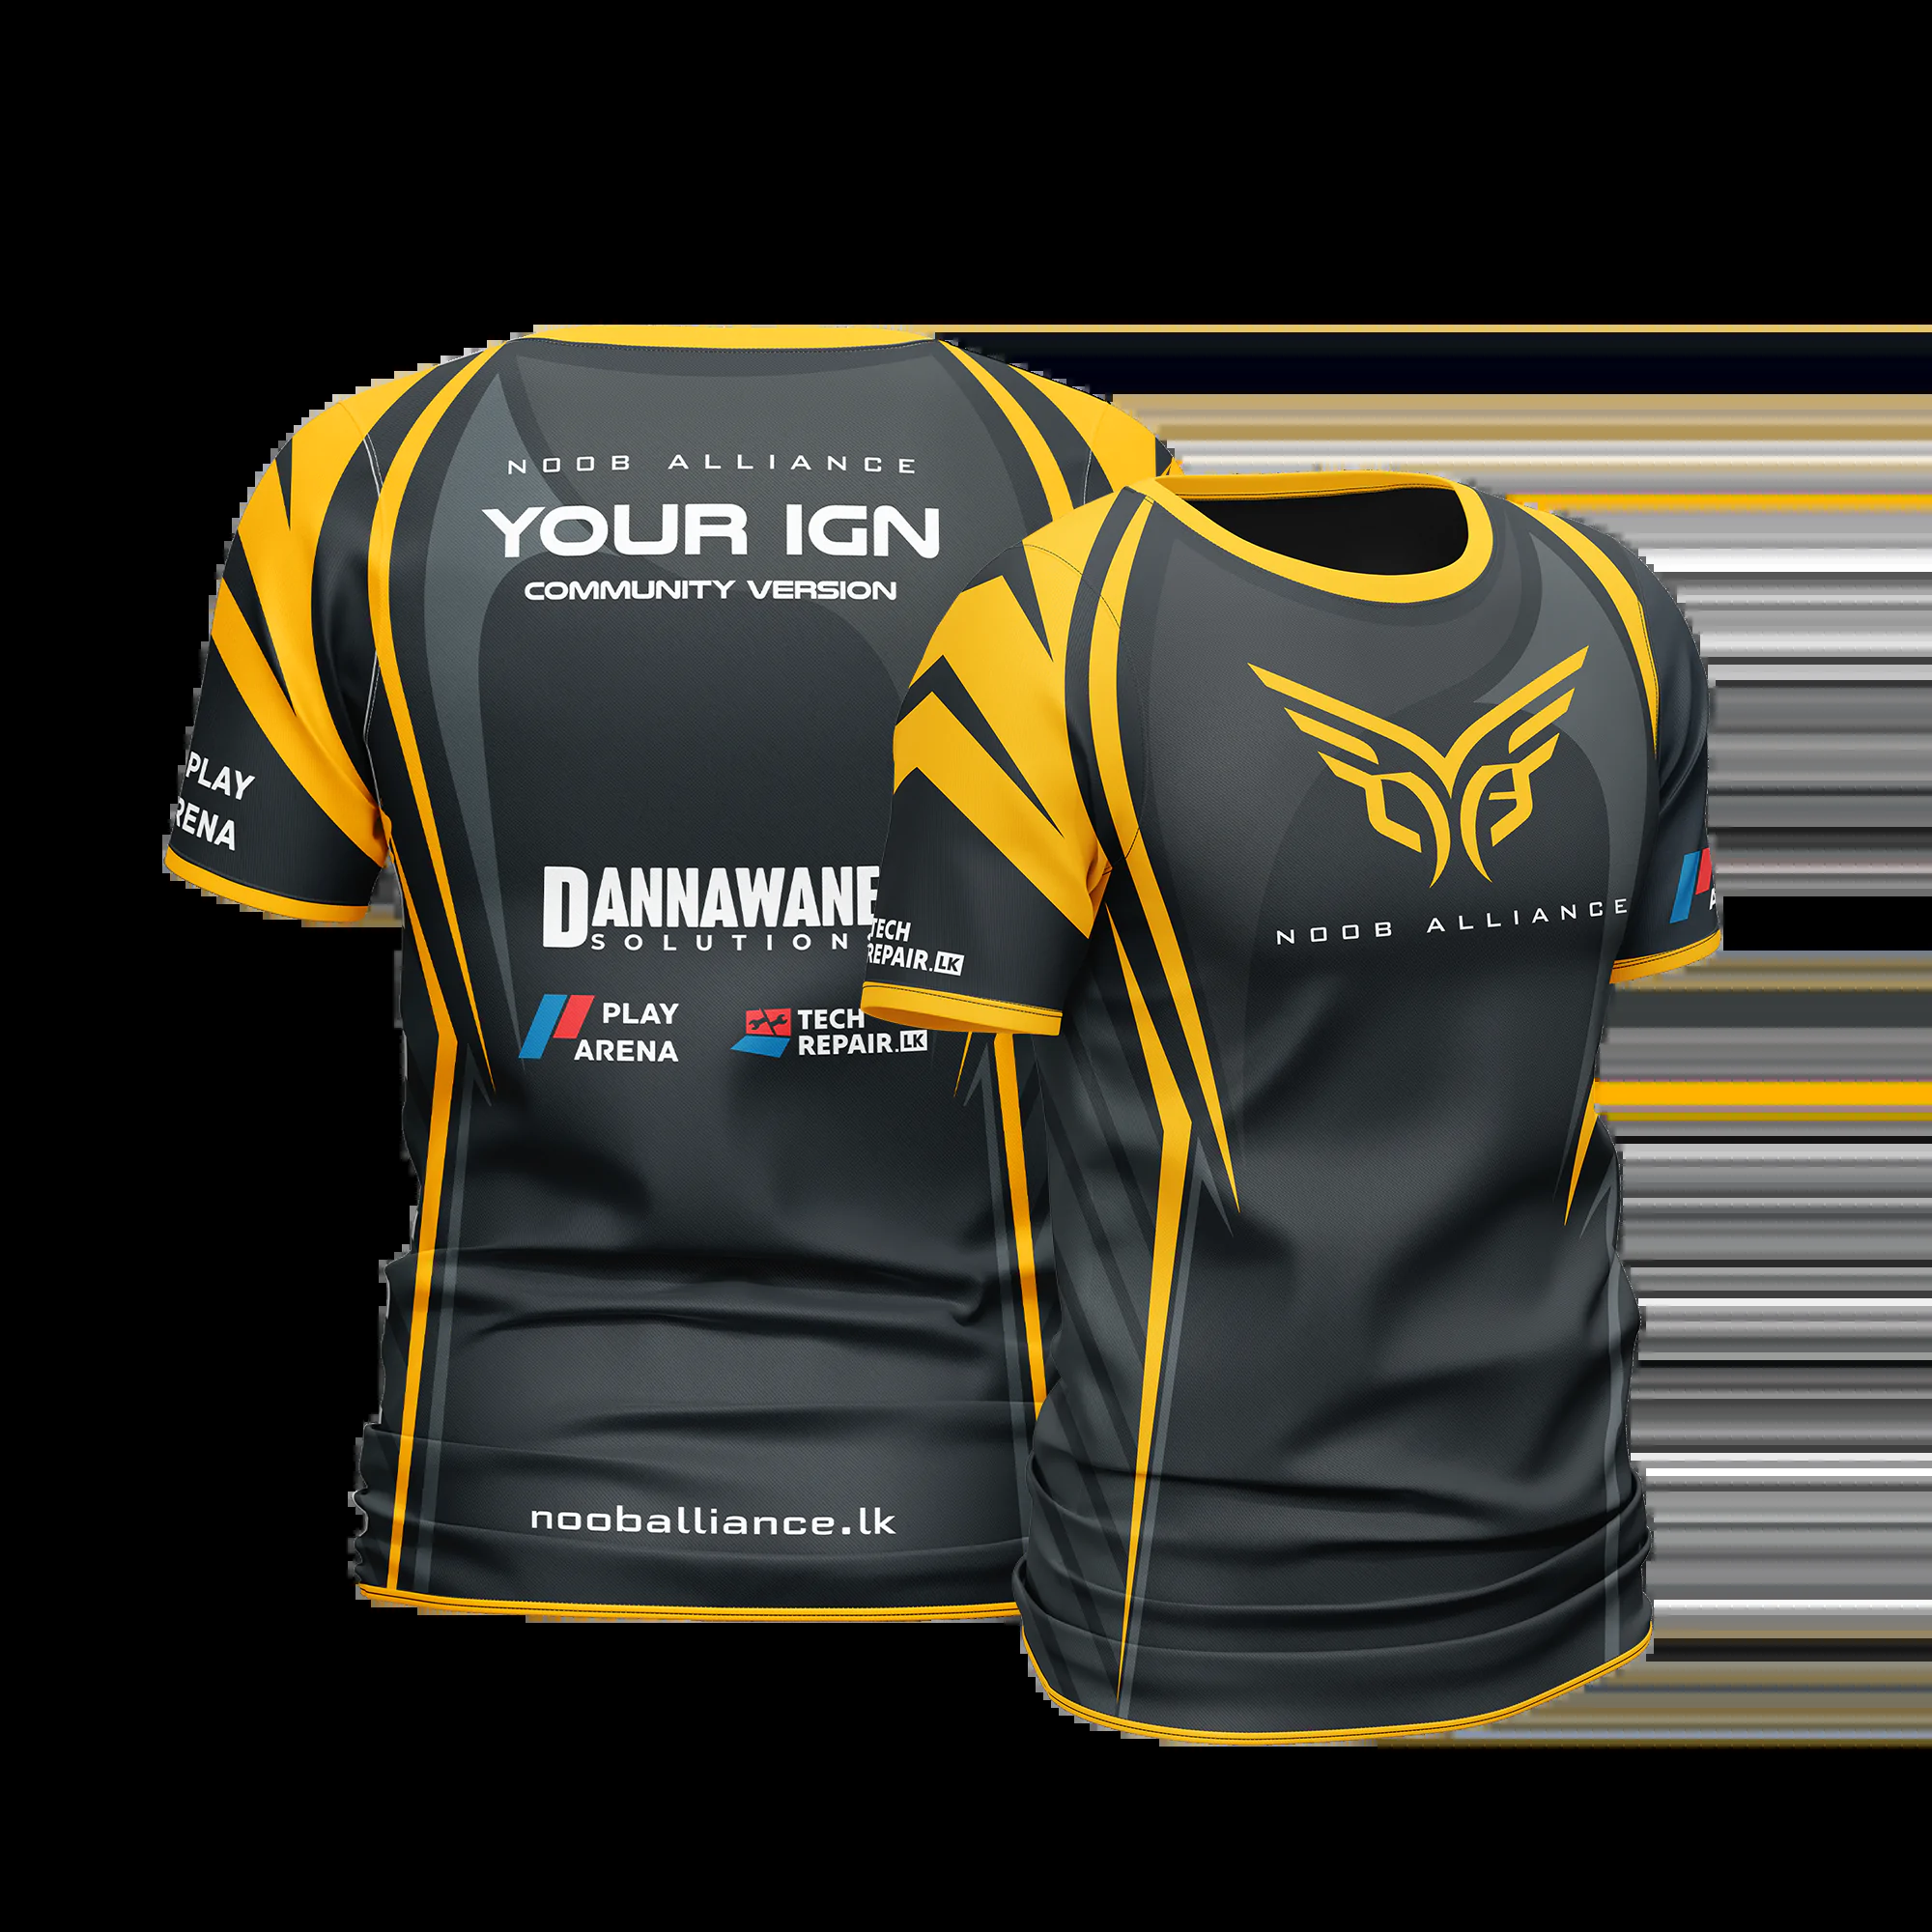 NOOB ALLIANCE
YOUR IGN
COMMUNITY VERSION
DANNAWANE
SOLUTION
PLAY
ARENA
TECH
REPAIR.LK
nooballiance.lk
PLAY
RENA
TECH
REPAIR.LK
NOOB ALLIANCE